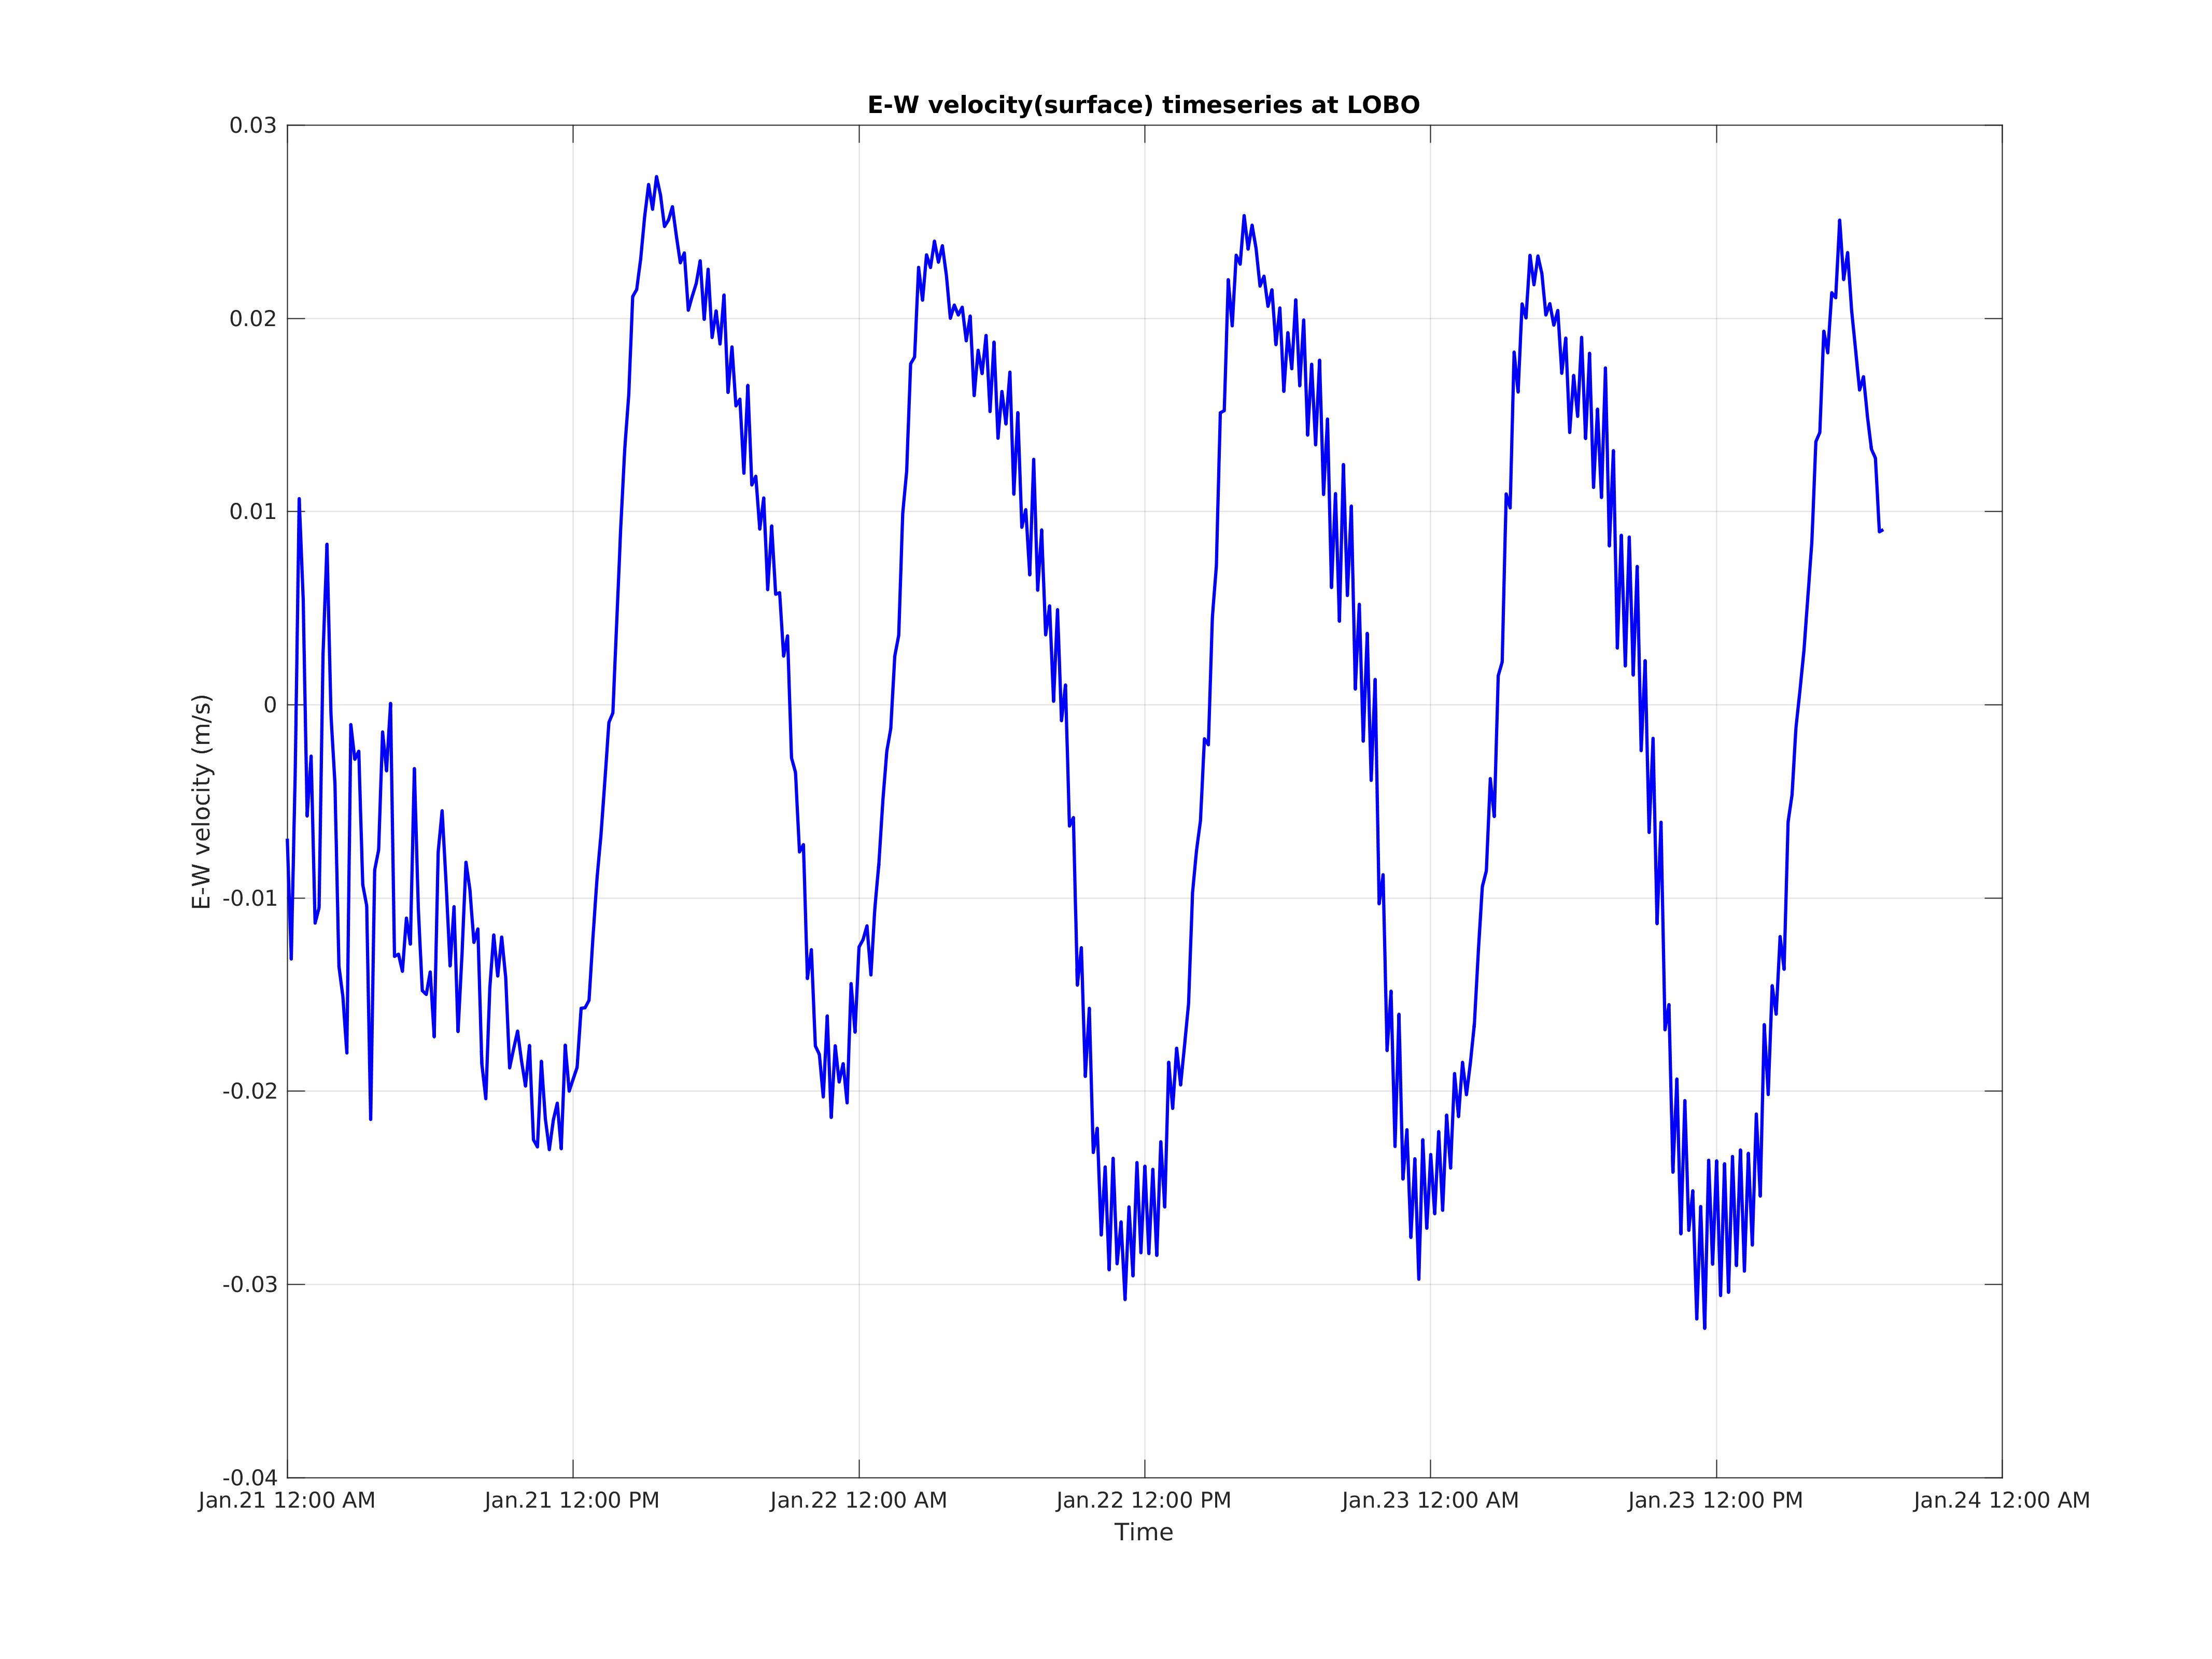 E-W velocity(surface) timeseries at LOBO
0.03
0.02
0.01
0
-0.01
-0.02
-0.03
-0.04
E-W velocity (m/s)
Jan.21 12:00 AM Jan.21 12:00 PM Jan.22 12:00 AM Jan.22 12:00 PM Jan.23 12:00 AM Jan.23 12:00 PM Jan.24 12:00 AM
Time